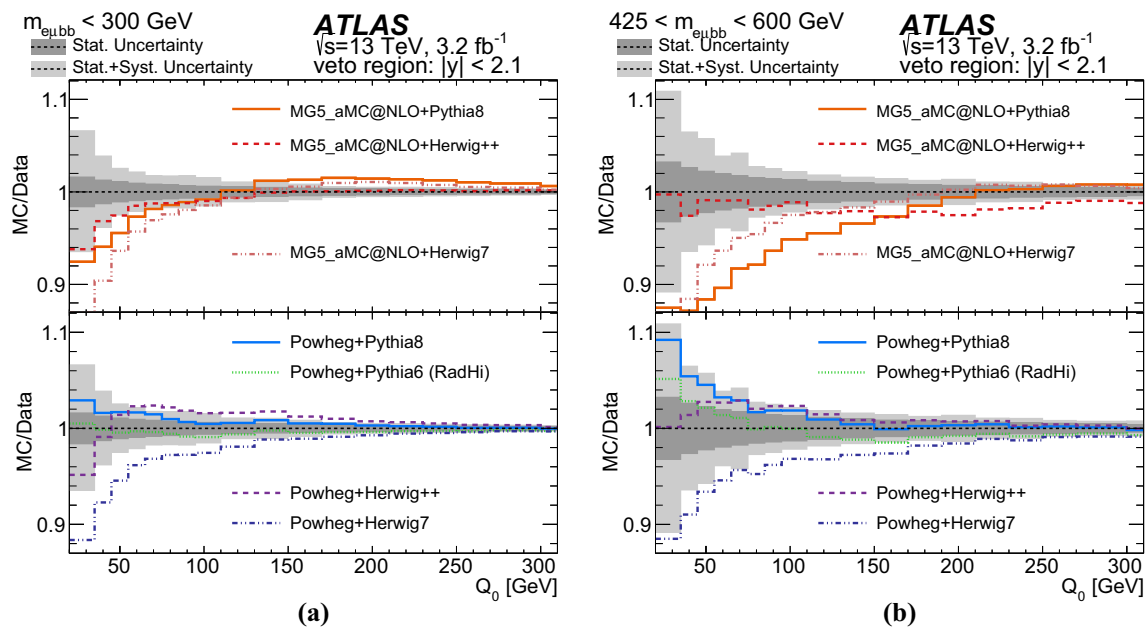 m_eμbb < 300 GeV
ATLAS
Stat. Uncertainty
√s=13 TeV, 3.2 fb⁻¹
Stat.+Syst. Uncertainty
veto region: |y| < 2.1
MC/Data
1.1
1
0.9
MG5_aMC@NLO+Pythia8
MG5_aMC@NLO+Herwig++
MG5_aMC@NLO+Herwig7
MC/Data
1.1
1
0.9
Powheg+Pythia8
Powheg+Pythia6 (RadHi)
Powheg+Herwig++
Powheg+Herwig7
50 100 150 200 250 300
Q₀ [GeV]
(a)
425 < m_eμbb < 600 GeV
ATLAS
Stat. Uncertainty
√s=13 TeV, 3.2 fb⁻¹
Stat.+Syst. Uncertainty
veto region: |y| < 2.1
MC/Data
1.1
1
0.9
MG5_aMC@NLO+Pythia8
MG5_aMC@NLO+Herwig++
MG5_aMC@NLO+Herwig7
MC/Data
1.1
1
0.9
Powheg+Pythia8
Powheg+Pythia6 (RadHi)
Powheg+Herwig++
Powheg+Herwig7
50 100 150 200 250 300
Q₀ [GeV]
(b)